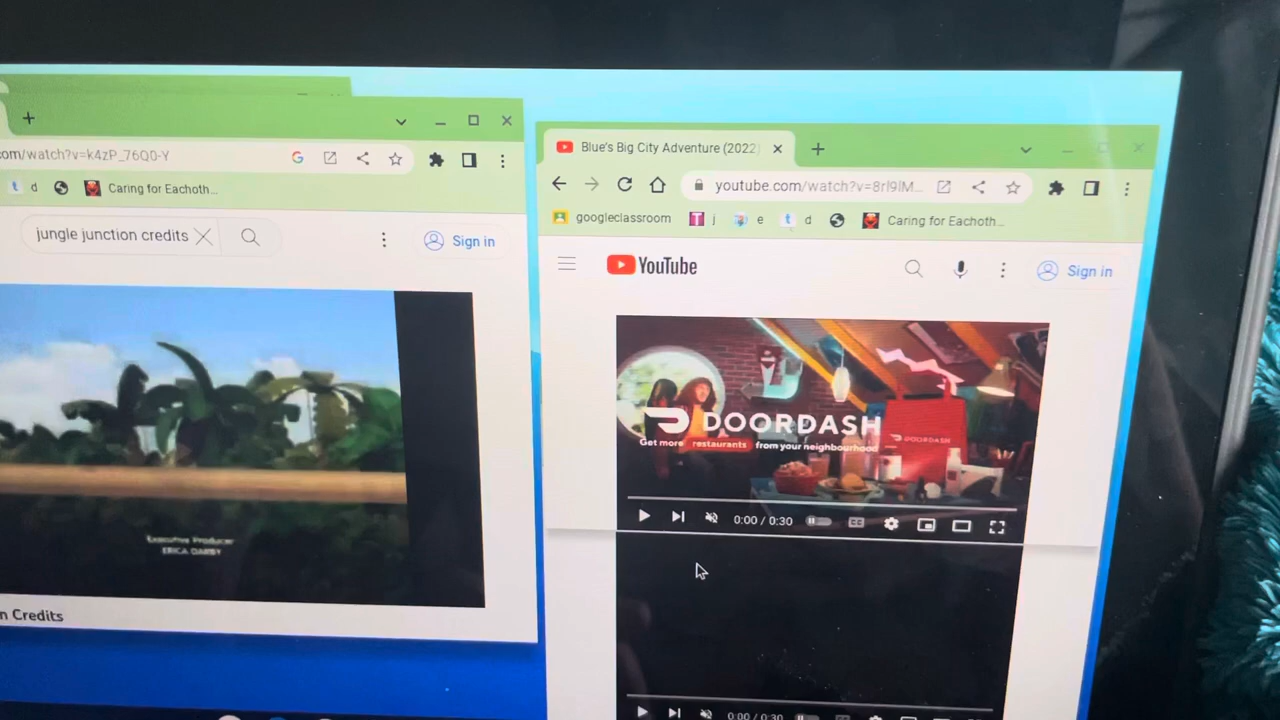 com/watch?v=k4zP_76Q0-Y
t d Caring for Eachoth...
jungle junction credits
Sign in
Executive Producer
ERICA DARBY
n Credits
Blue's Big City Adventure (2022)
youtube.com/watch?v=8rl9lM...
googleclassroom j e t d Caring for Eachoth...
YouTube
Sign in
DOORDASH
Get more restaurants from your neighbourhood
DOORDASH
0:00 / 0:30
0:00 / 0:30